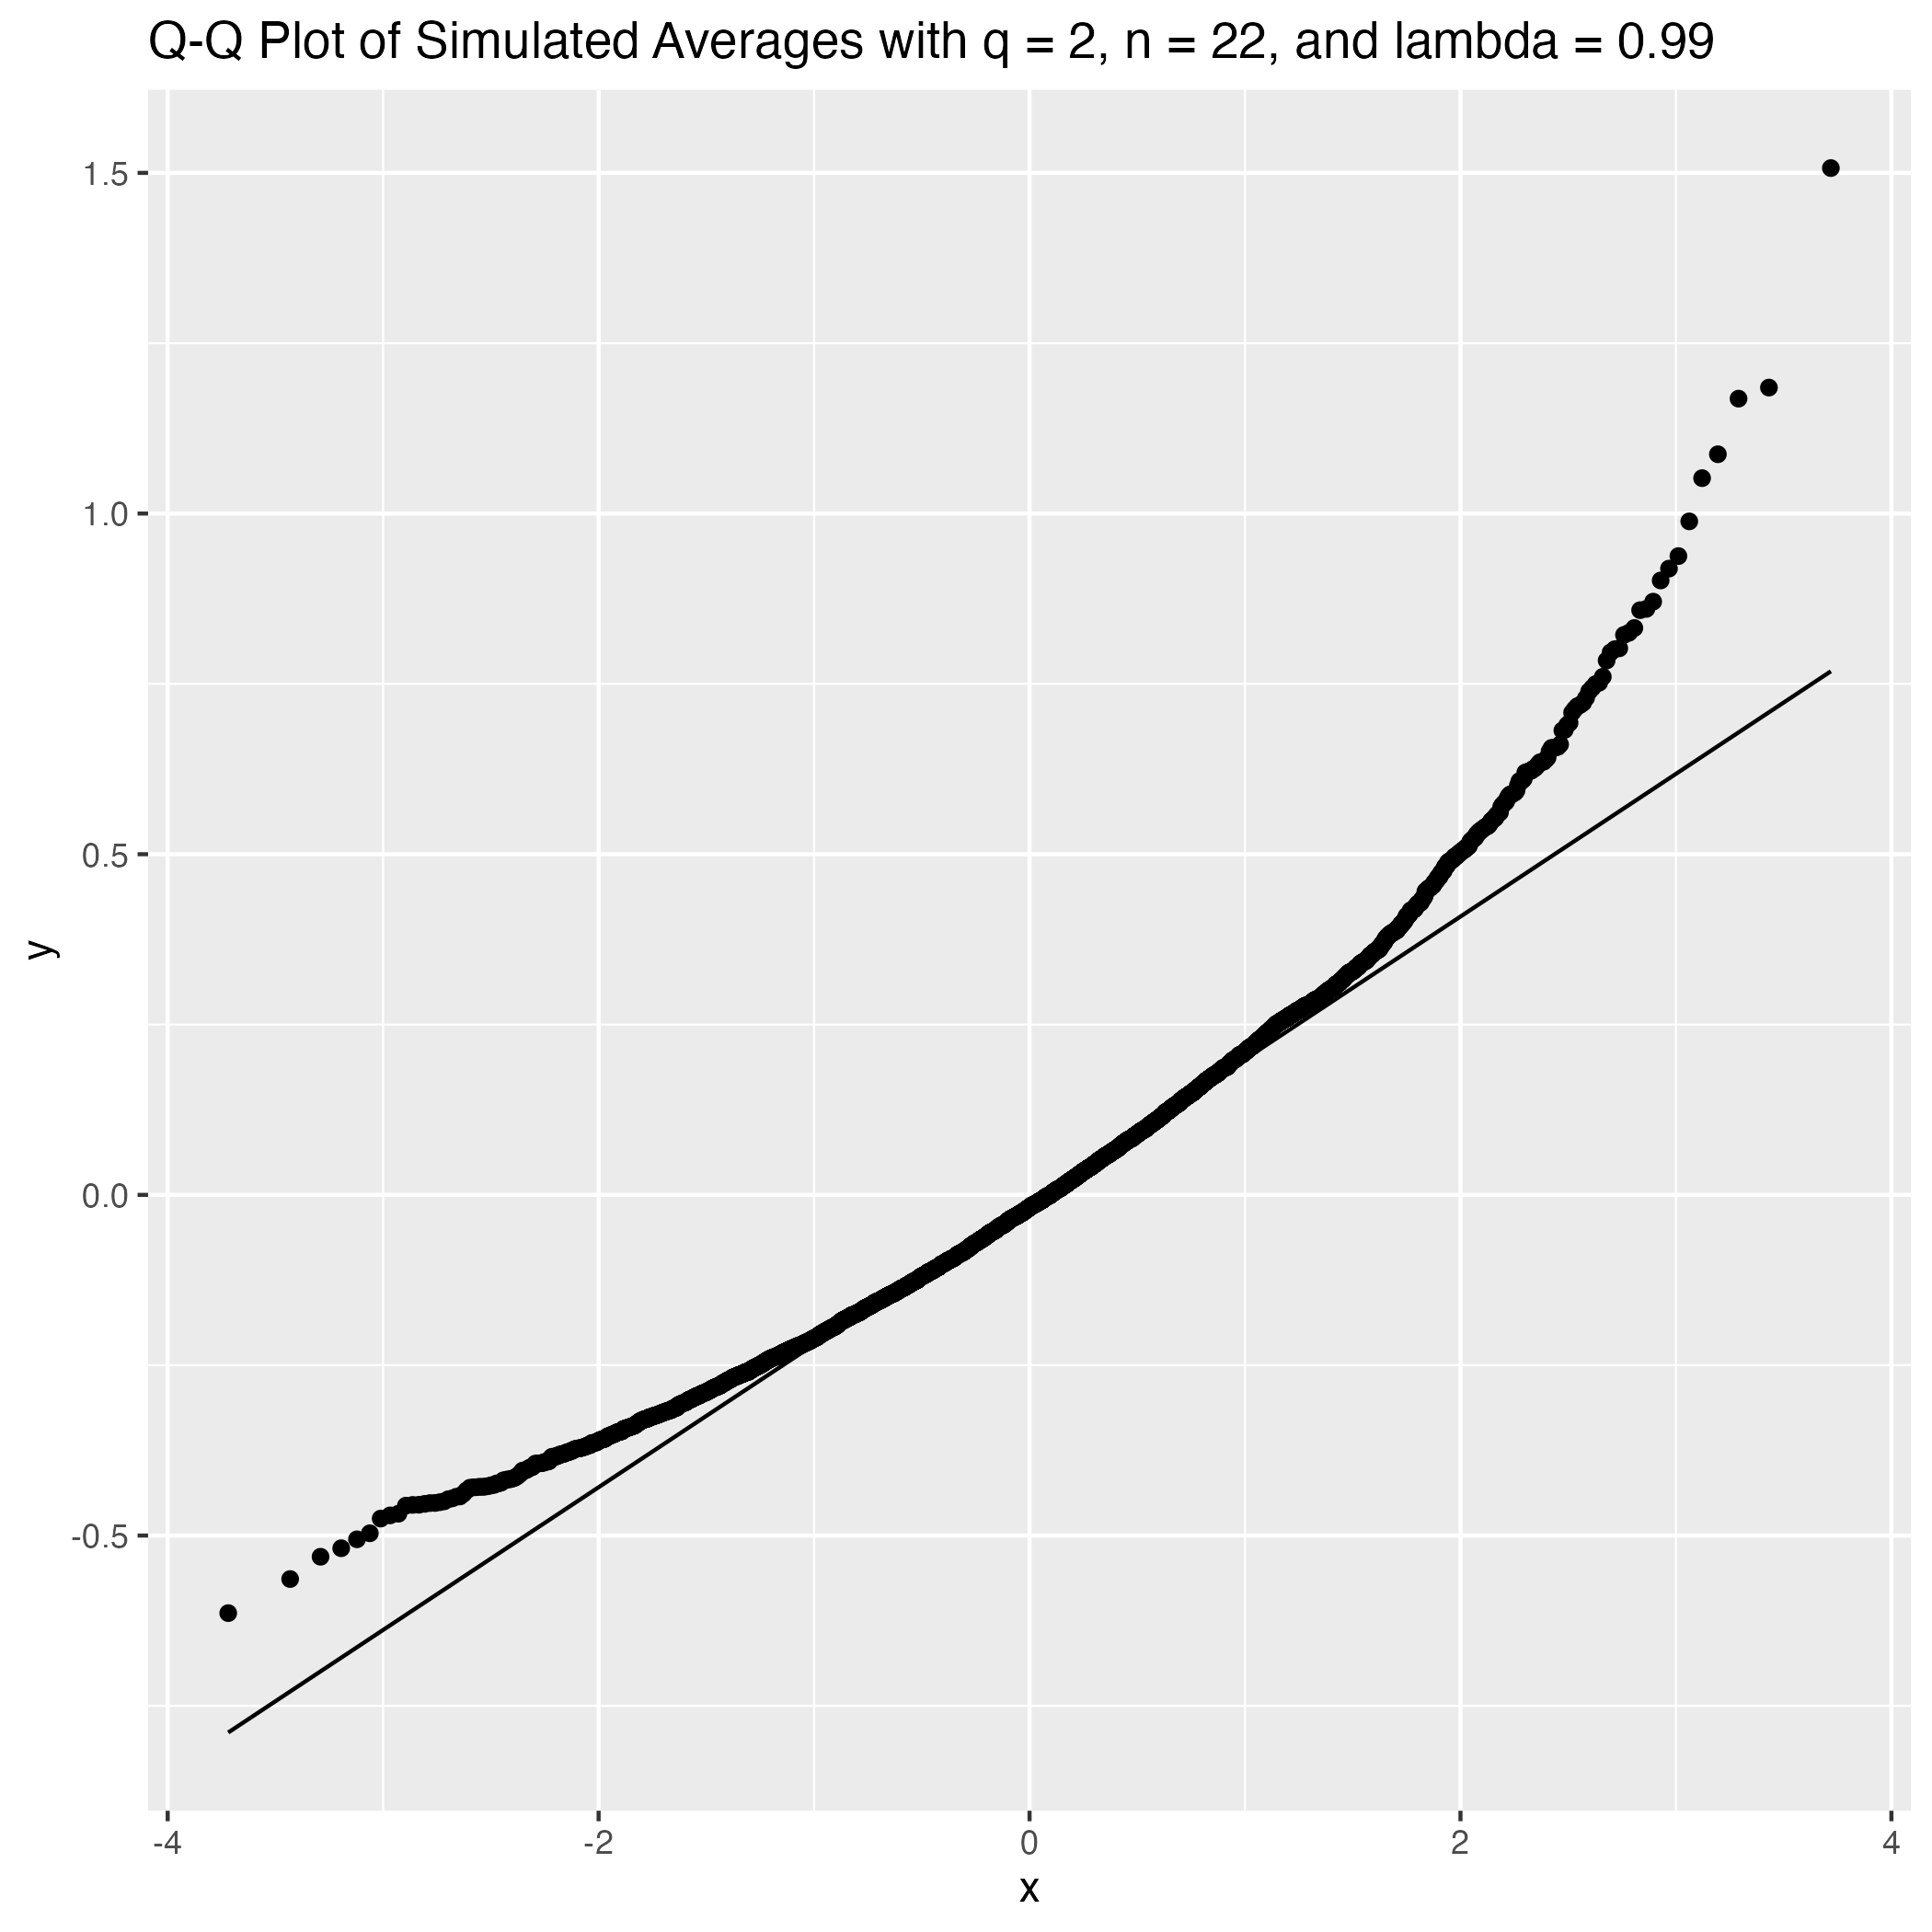 Q-Q Plot of Simulated Averages with q = 2, n = 22, and lambda = 0.99
1.5
1.0
0.5
0.0
-0.5
y
-4 -2 0 2 4
x